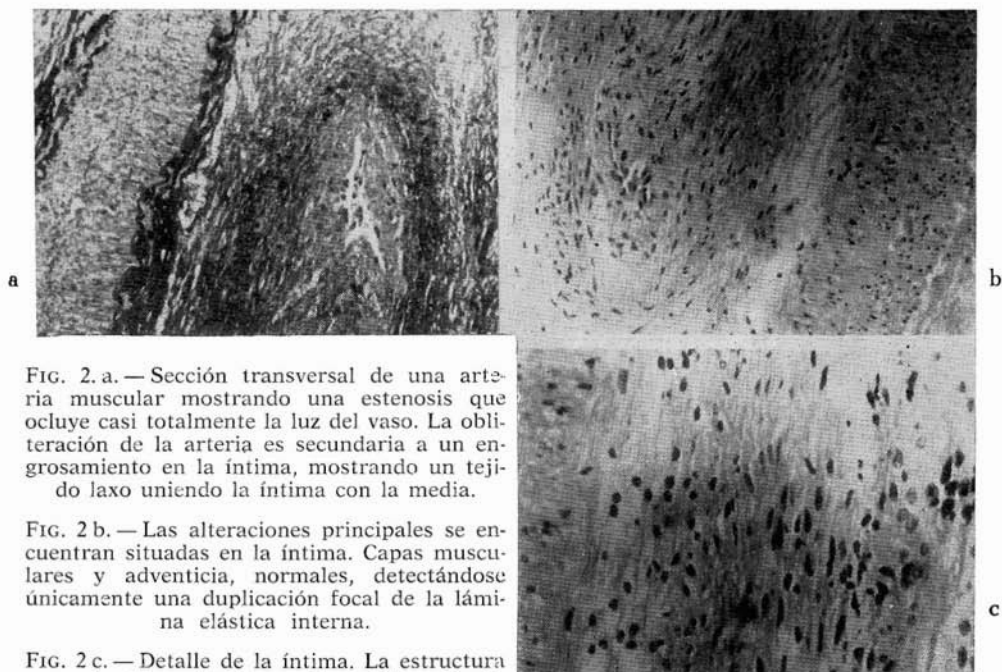 a
b
FIG. 2. a. — Sección transversal de una arte-
ria muscular mostrando una estenosis que
ocluye casi totalmente la luz del vaso. La obli-
teración de la arteria es secundaria a un en-
grosamiento en la íntima, mostrando un teji-
do laxo uniendo la íntima con la media.
FIG. 2 b. — Las alteraciones principales se en-
cuentran situadas en la íntima. Capas muscu-
lares y adventicia, normales, detectándose
únicamente una duplicación focal de la lámi-
na elástica interna.
c
FIG. 2 c. — Detalle de la íntima. La estructura